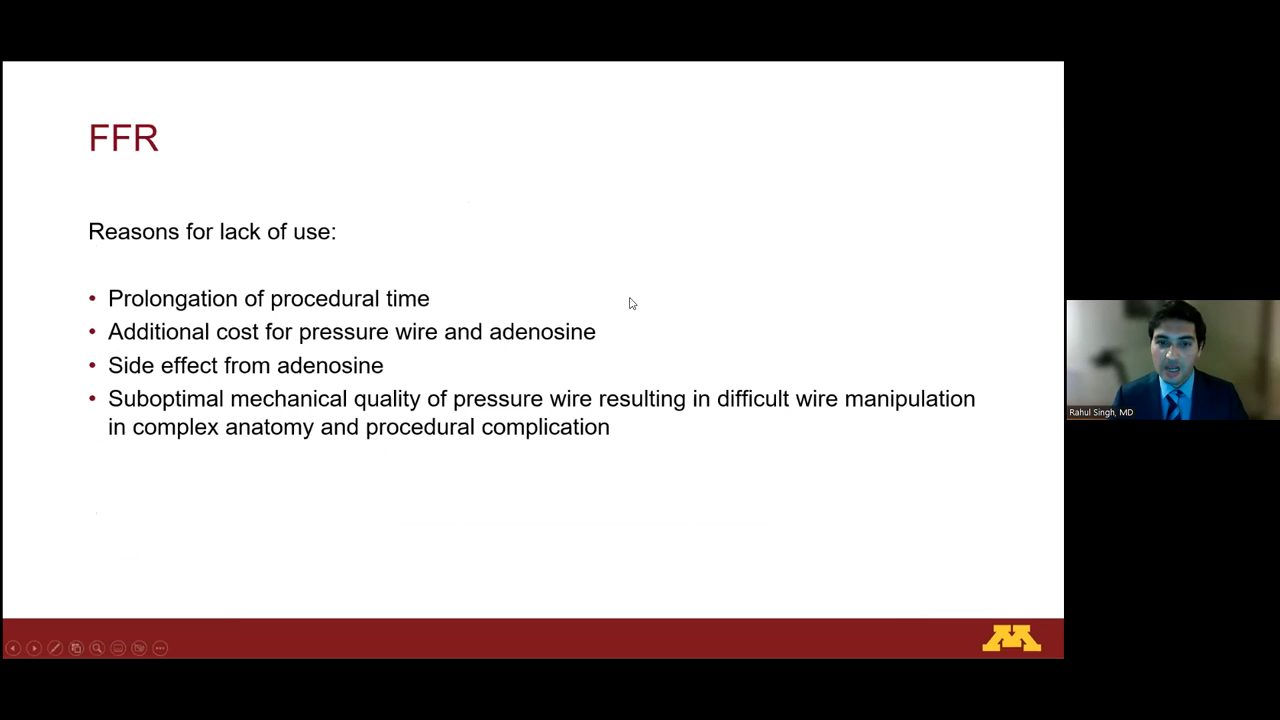 FFR
Reasons for lack of use:
• Prolongation of procedural time
• Additional cost for pressure wire and adenosine
• Side effect from adenosine
• Suboptimal mechanical quality of pressure wire resulting in difficult wire manipulation
in complex anatomy and procedural complication
Rahul Singh, MD
M